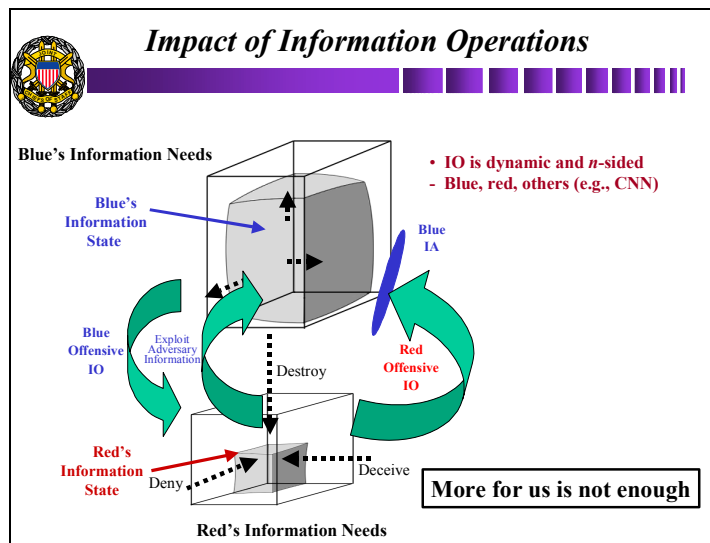 Impact of Information Operations
Blue's Information Needs
• IO is dynamic and n-sided
- Blue, red, others (e.g., CNN)
Blue's
Information
State
Blue
IA
Blue
Offensive
IO
Exploit
Adversary
Information
Red
Offensive
IO
Destroy
Red's
Information
State
Deny
Deceive
More for us is not enough
Red's Information Needs